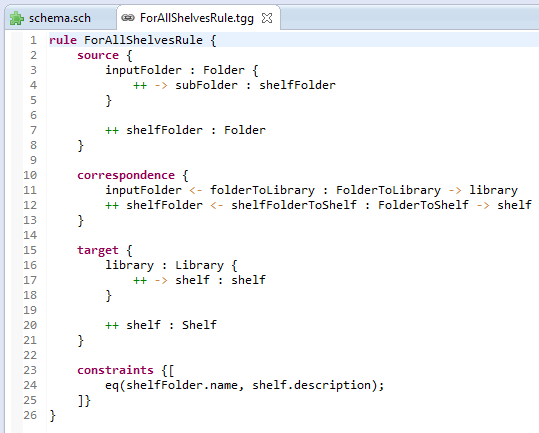 schema.sch
ForAllShelvesRule.tgg
1 rule ForAllShelvesRule {
2     source {
3         inputFolder : Folder {
4             ++ -> subFolder : shelfFolder
5         }
6
7         ++ shelfFolder : Folder
8     }
9
10     correspondence {
11         inputFolder <- folderToLibrary : FolderToLibrary -> library
12         ++ shelfFolder <- shelfFolderToShelf : FolderToShelf -> shelf
13     }
14
15     target {
16         library : Library {
17             ++ -> shelf : shelf
18         }
19
20         ++ shelf : Shelf
21     }
22
23     constraints {[
24         eq(shelfFolder.name, shelf.description);
25     ]}
26 }